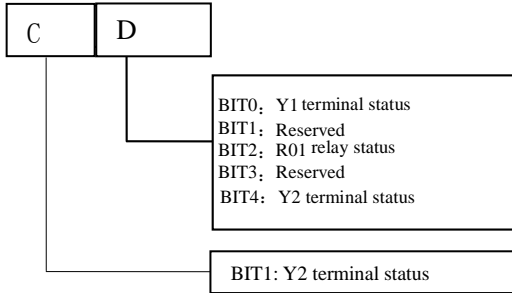 C D
BIT0：Y1 terminal status
BIT1：Reserved
BIT2：R01 relay status
BIT3：Reserved
BIT4：Y2 terminal status
BIT1: Y2 terminal status